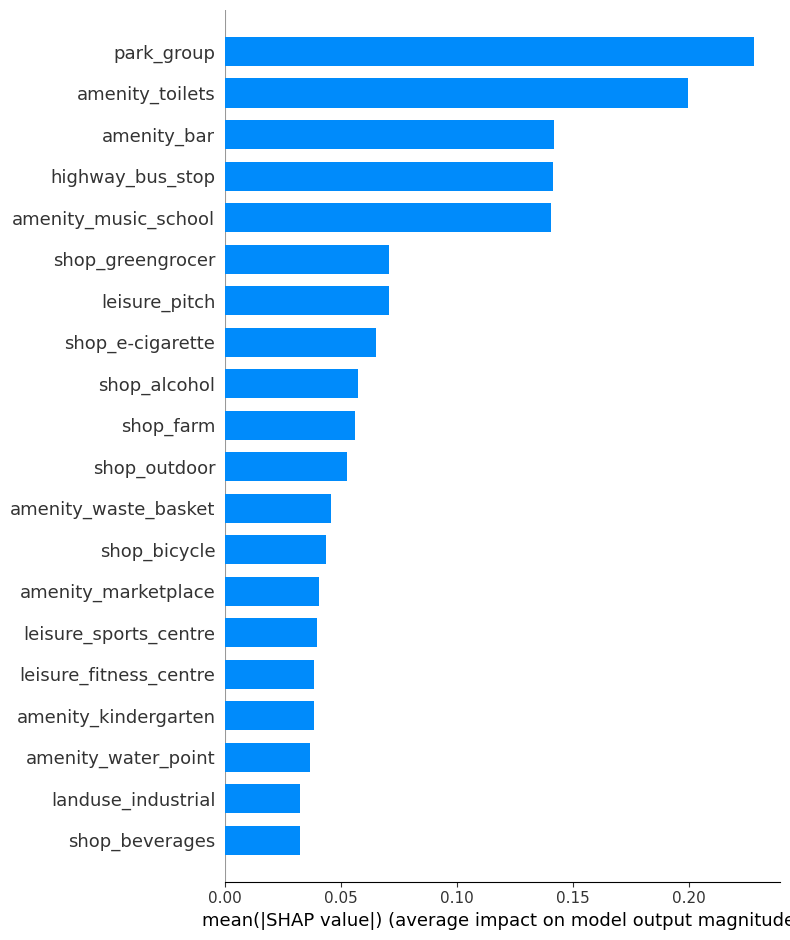 park_group
amenity_toilets
amenity_bar
highway_bus_stop
amenity_music_school
shop_greengrocer
leisure_pitch
shop_e-cigarette
shop_alcohol
shop_farm
shop_outdoor
amenity_waste_basket
shop_bicycle
amenity_marketplace
leisure_sports_centre
leisure_fitness_centre
amenity_kindergarten
amenity_water_point
landuse_industrial
shop_beverages
0.00 0.05 0.10 0.15 0.20
mean(|SHAP value|) (average impact on model output magnitude